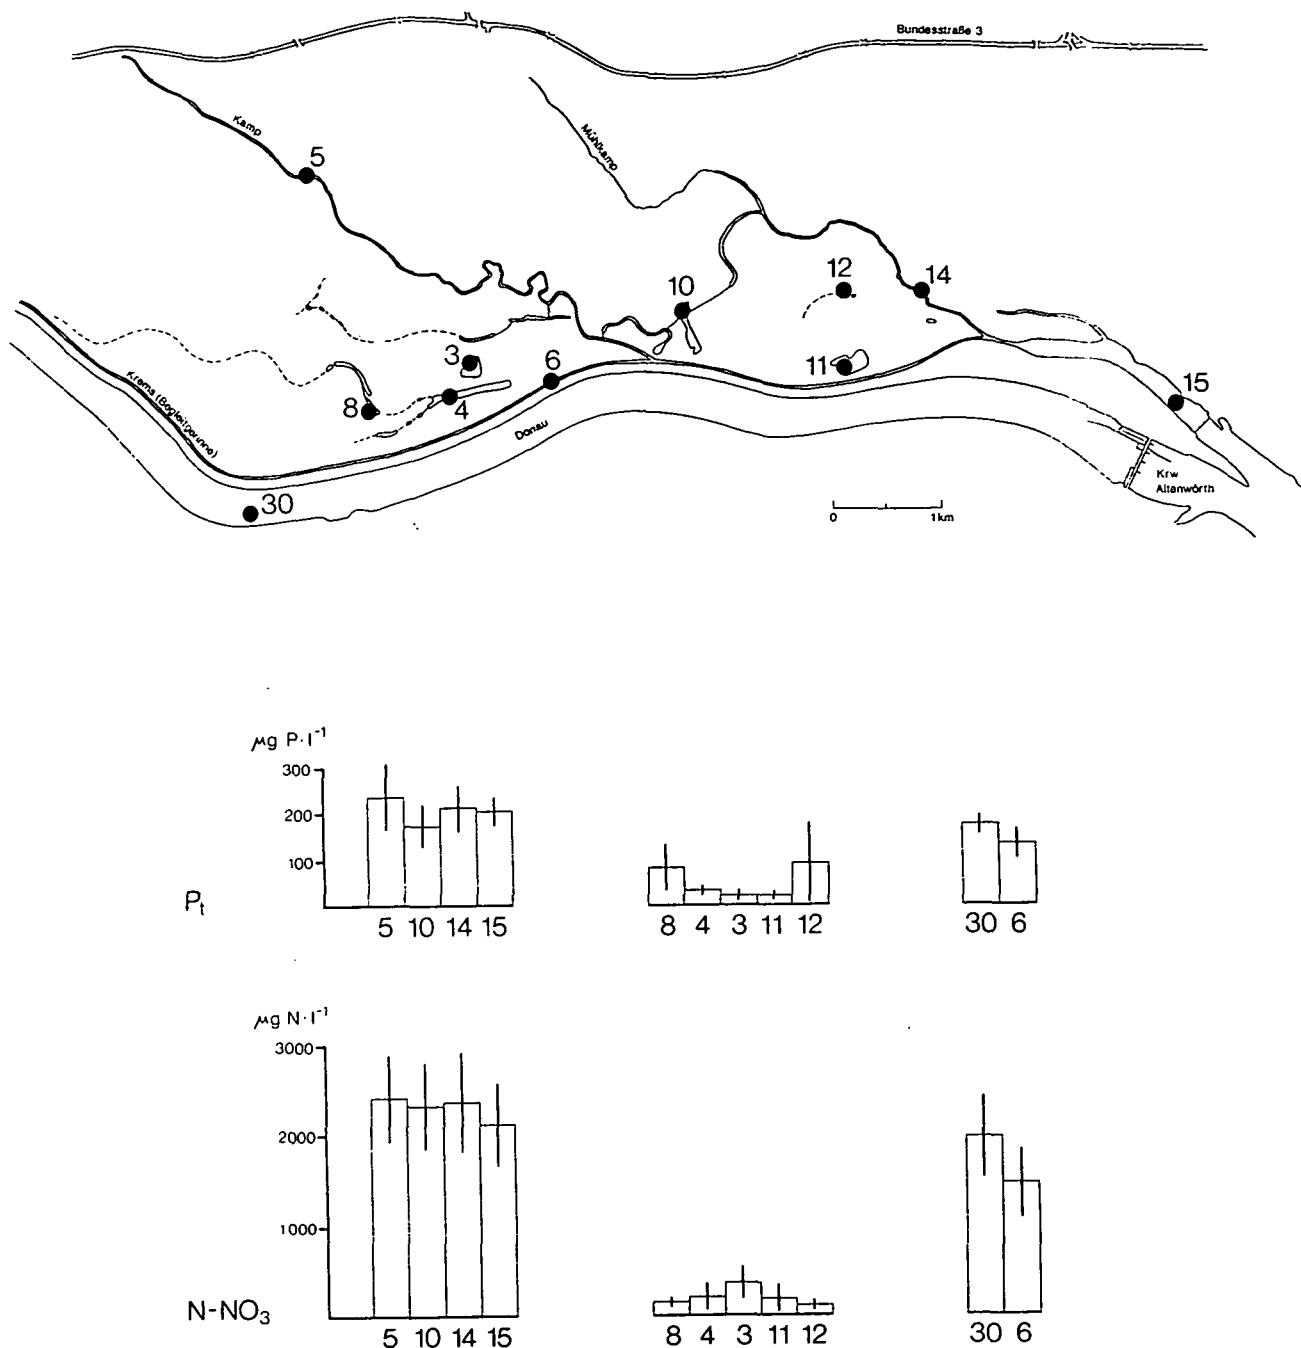 Bundesstraße 3
Kamp
Mühlkamp
5
12
14
10
3
6
11
15
8
4
Krems (Begleitgerinne)
Donau
Krw
Altenwörth
30
0 1km
µg P·l⁻¹
300
200
100
Pt
5 10 14 15
8 4 3 11 12
30 6
µg N·l⁻¹
3000
2000
1000
N-NO₃
5 10 14 15
8 4 3 11 12
30 6